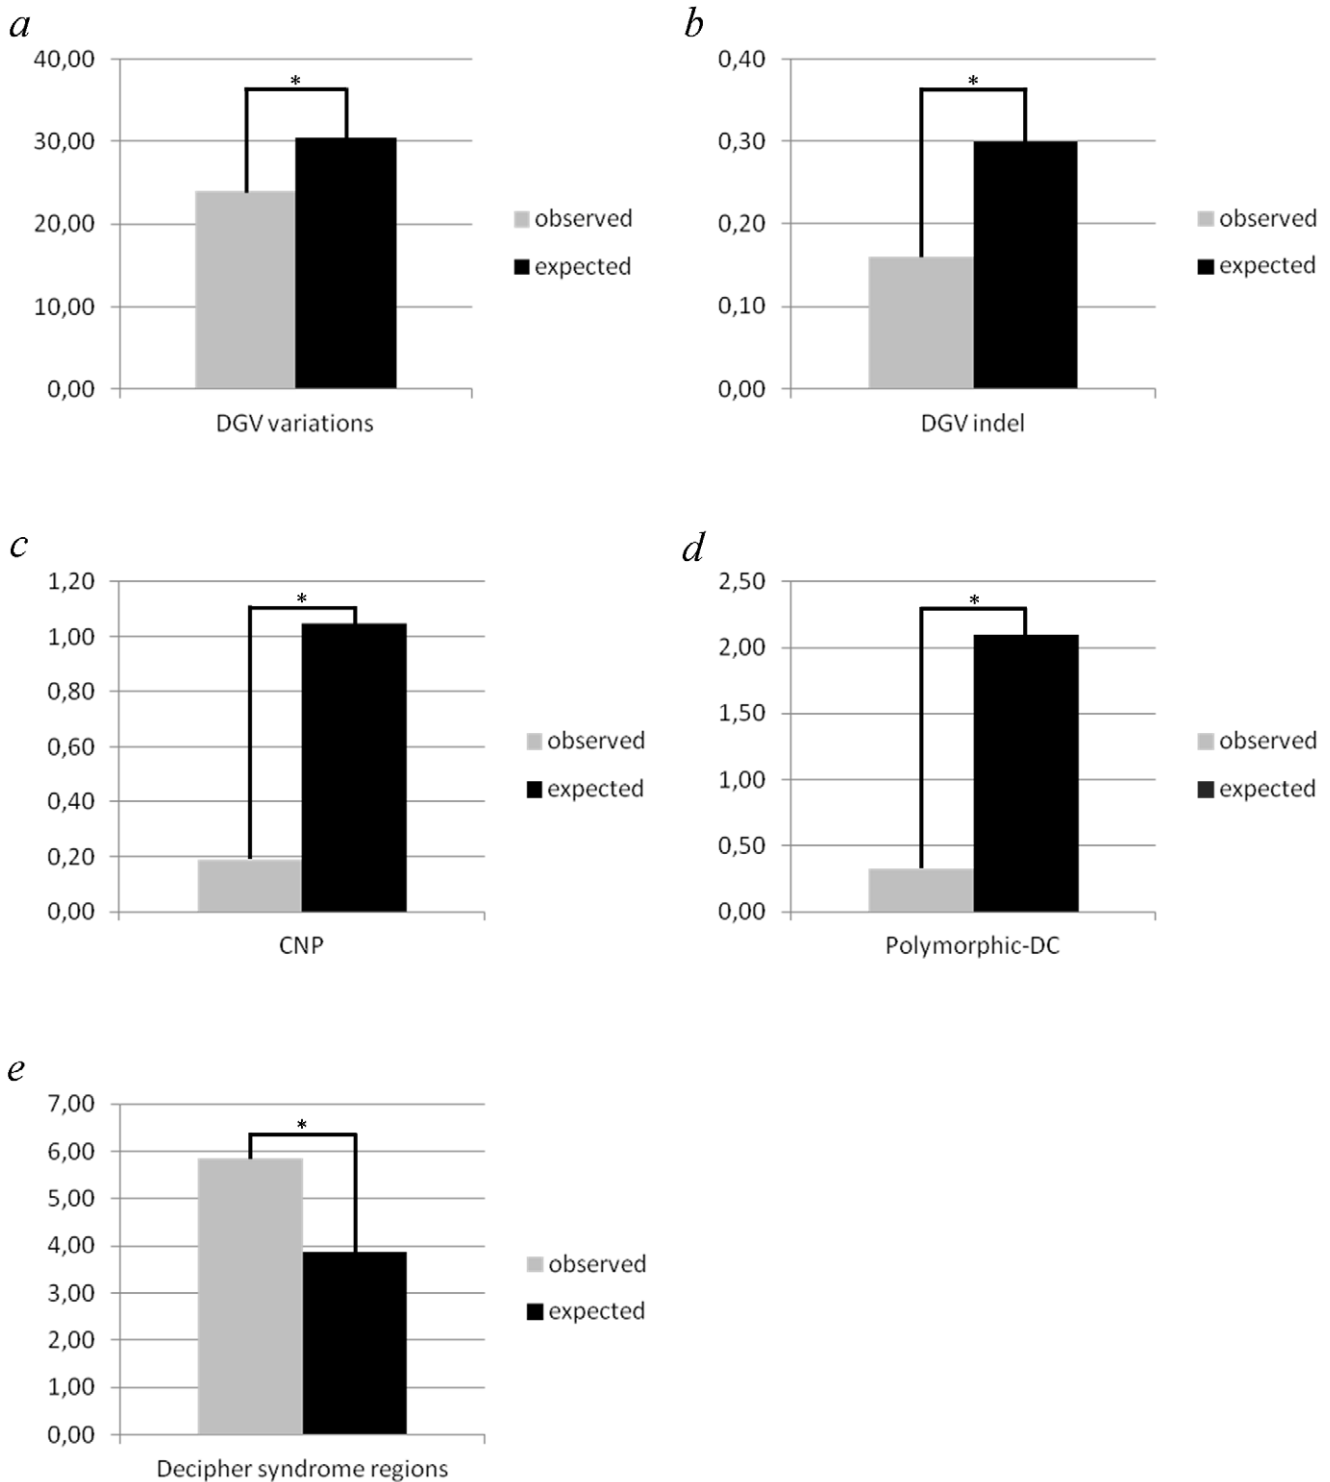 a
40,00
30,00
20,00
10,00
0,00
*
DGV variations
observed
expected
b
0,40
0,30
0,20
0,10
0,00
*
DGV indel
observed
expected
c
1,20
1,00
0,80
0,60
0,40
0,20
0,00
*
CNP
observed
expected
d
2,50
2,00
1,50
1,00
0,50
0,00
*
Polymorphic-DC
observed
expected
e
7,00
6,00
5,00
4,00
3,00
2,00
1,00
0,00
*
Decipher syndrome regions
observed
expected